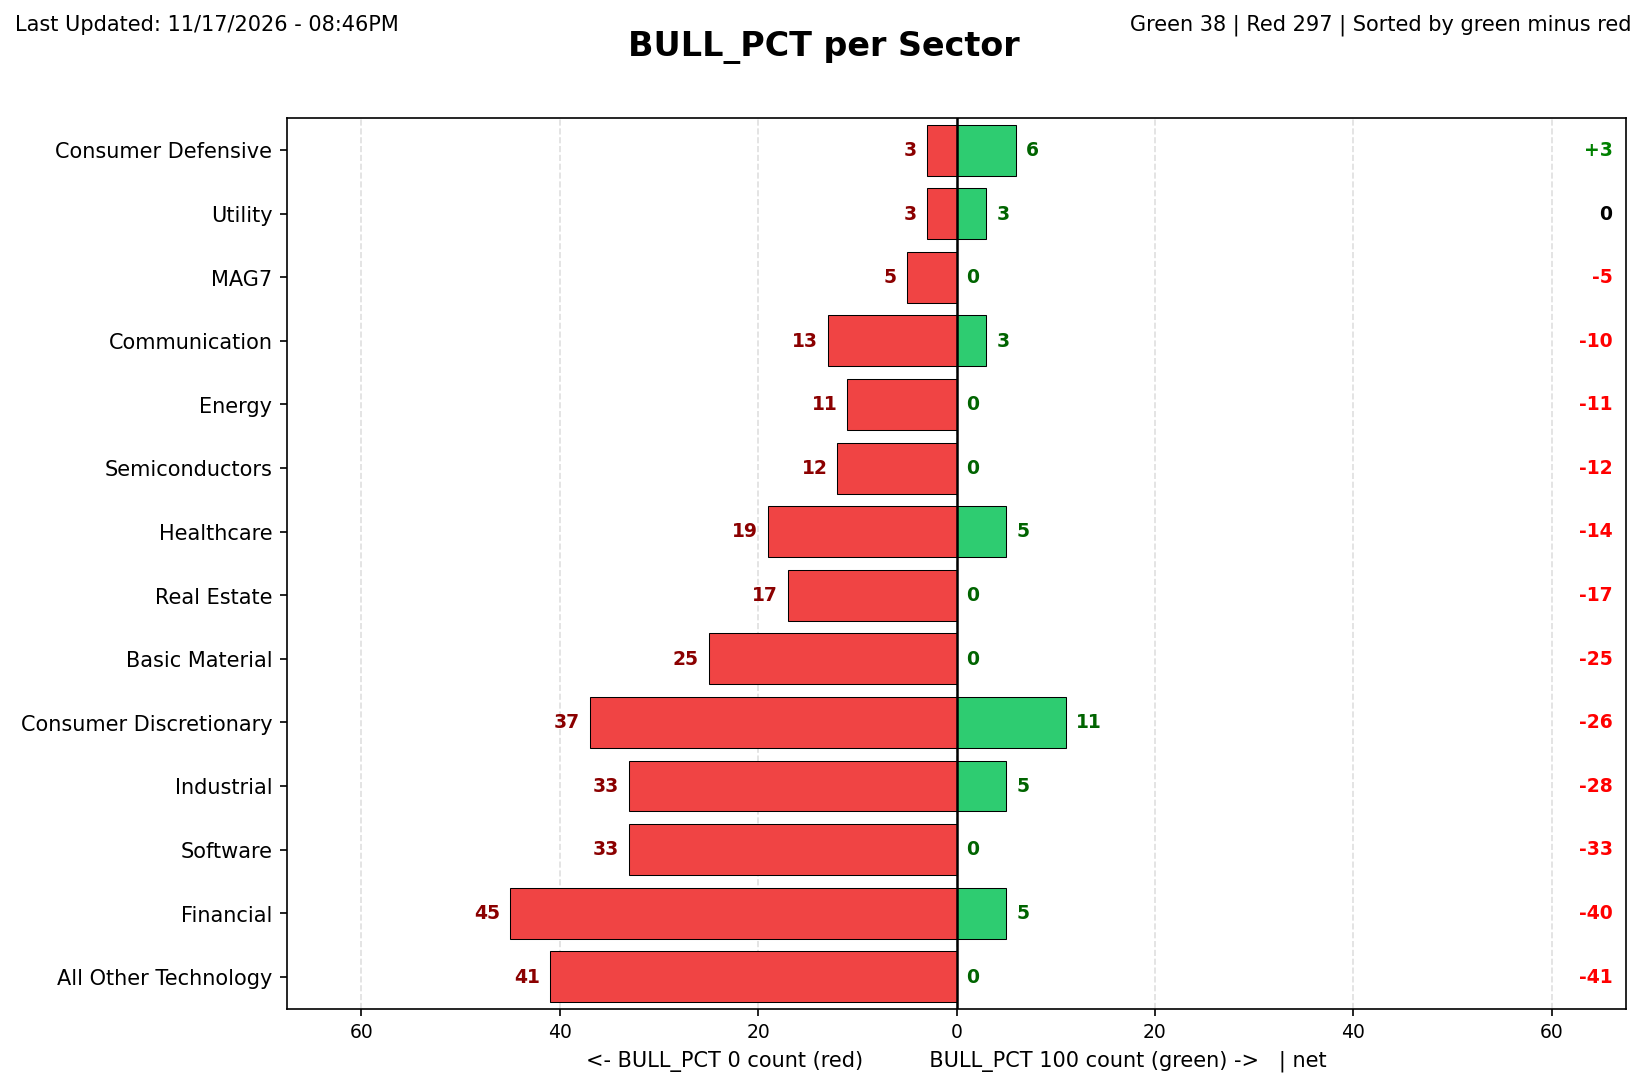 Last Updated: 11/17/2026 - 08:46PM
Green 38 | Red 297 | Sorted by green minus red
BULL_PCT per Sector
Consumer Defensive 3 6 +3
Utility 3 3 0
MAG7 5 0 -5
Communication 13 3 -10
Energy 11 0 -11
Semiconductors 12 0 -12
Healthcare 19 5 -14
Real Estate 17 0 -17
Basic Material 25 0 -25
Consumer Discretionary 37 11 -26
Industrial 33 5 -28
Software 33 0 -33
Financial 45 5 -40
All Other Technology 41 0 -41
60 40 20 0 20 40 60
<- BULL_PCT 0 count (red) BULL_PCT 100 count (green) -> | net